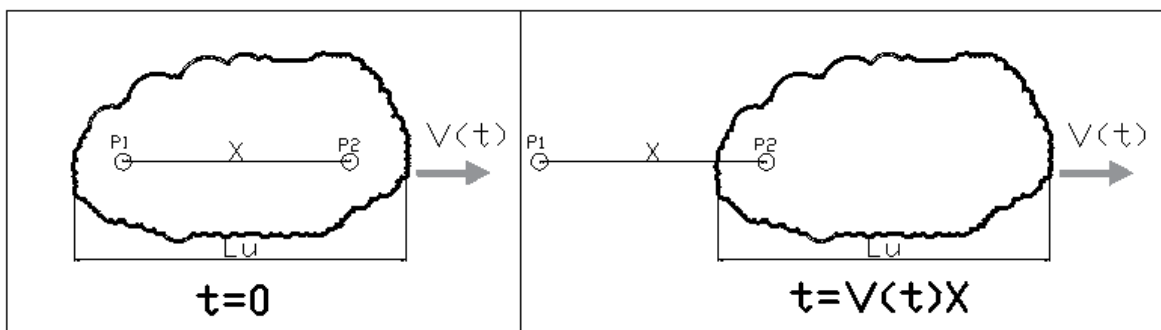 P1 X P2 V(t)
Lu
t=0
P1 X P2 V(t)
Lu
t=V(t)X